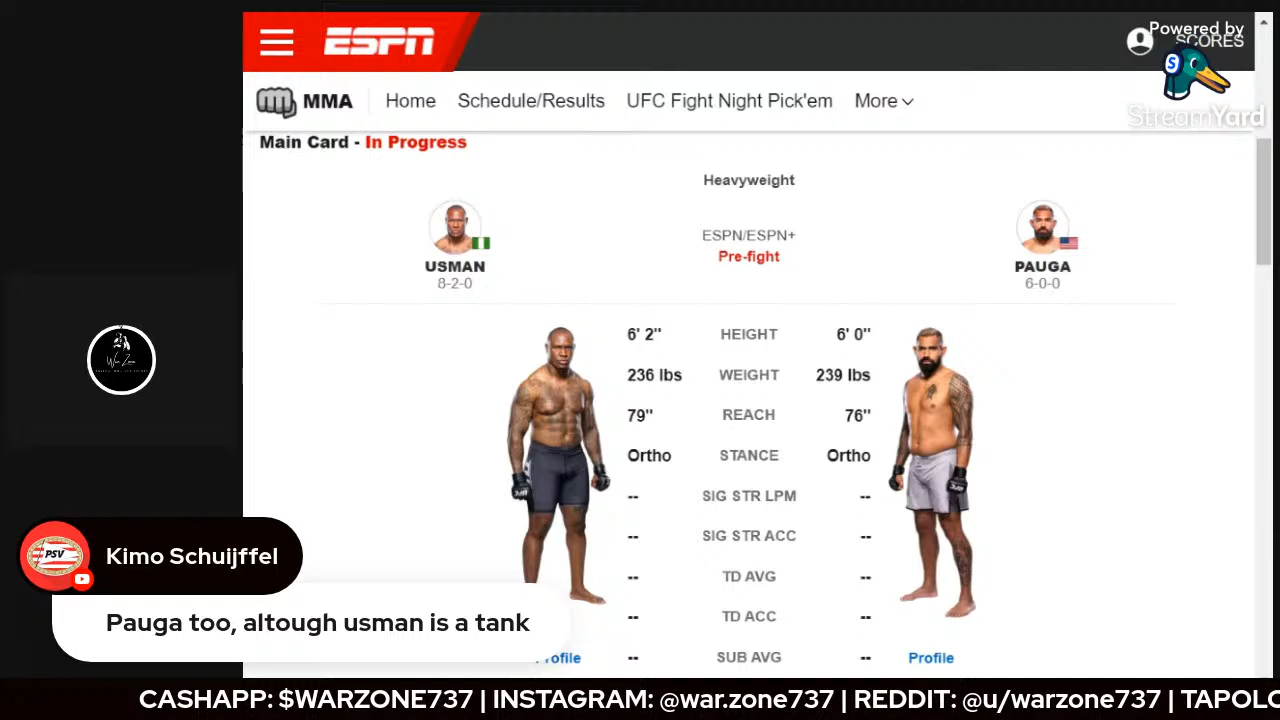 ESPN
SCORES
Powered by
StreamYard
MMA Home Schedule/Results UFC Fight Night Pick'em More
Main Card - In Progress
Heavyweight
ESPN/ESPN+
Pre-fight
USMAN
8-2-0
PAUGA
6-0-0
6' 2" HEIGHT 6' 0"
236 lbs WEIGHT 239 lbs
79" REACH 76"
Ortho STANCE Ortho
-- SIG STR LPM --
-- SIG STR ACC --
-- TD AVG --
-- TD ACC --
Profile -- SUB AVG -- Profile
PSV
Kimo Schuijffel
Pauga too, altough usman is a tank
CASHAPP: $WARZONE737 | INSTAGRAM: @war.zone737 | REDDIT: @u/warzone737 | TAPOLO